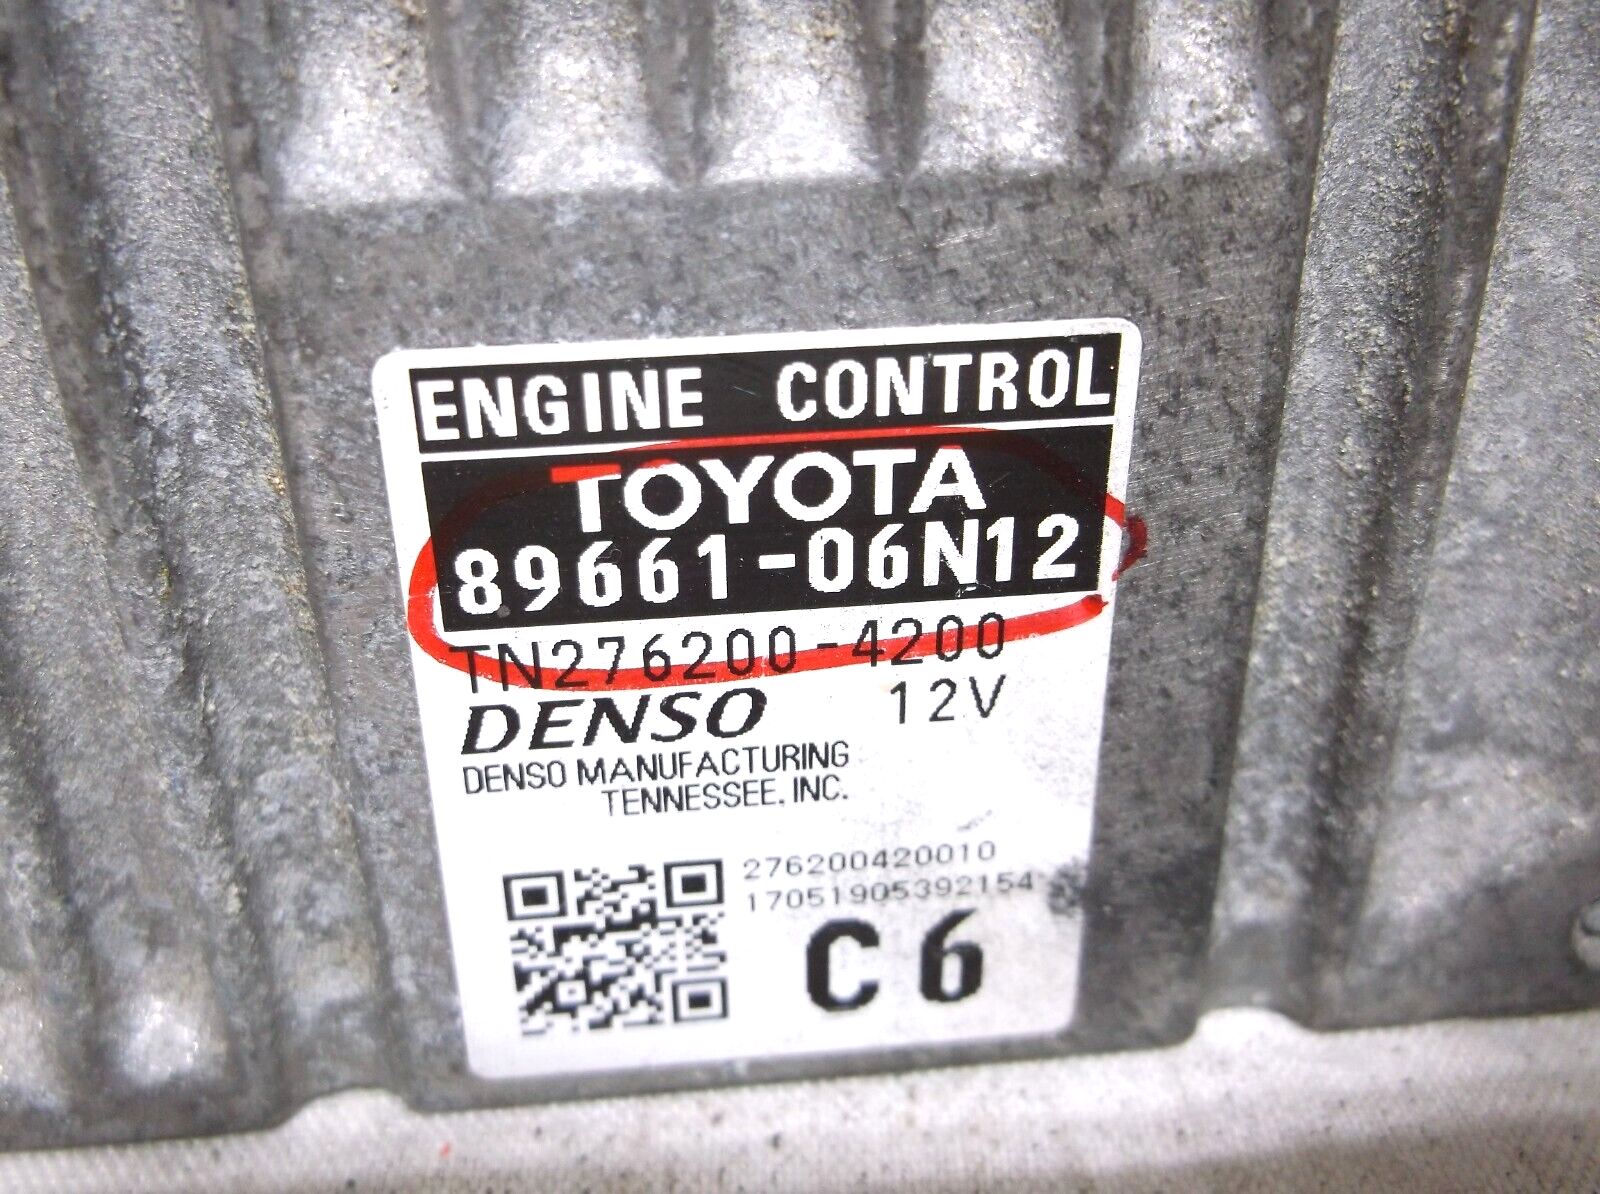 ENGINE CONTROL
TOYOTA
89661-06N12
TN276200-4200
DENSO 12V
DENSO MANUFACTURING
TENNESSEE, INC.
276200420010
17051905392154
C6